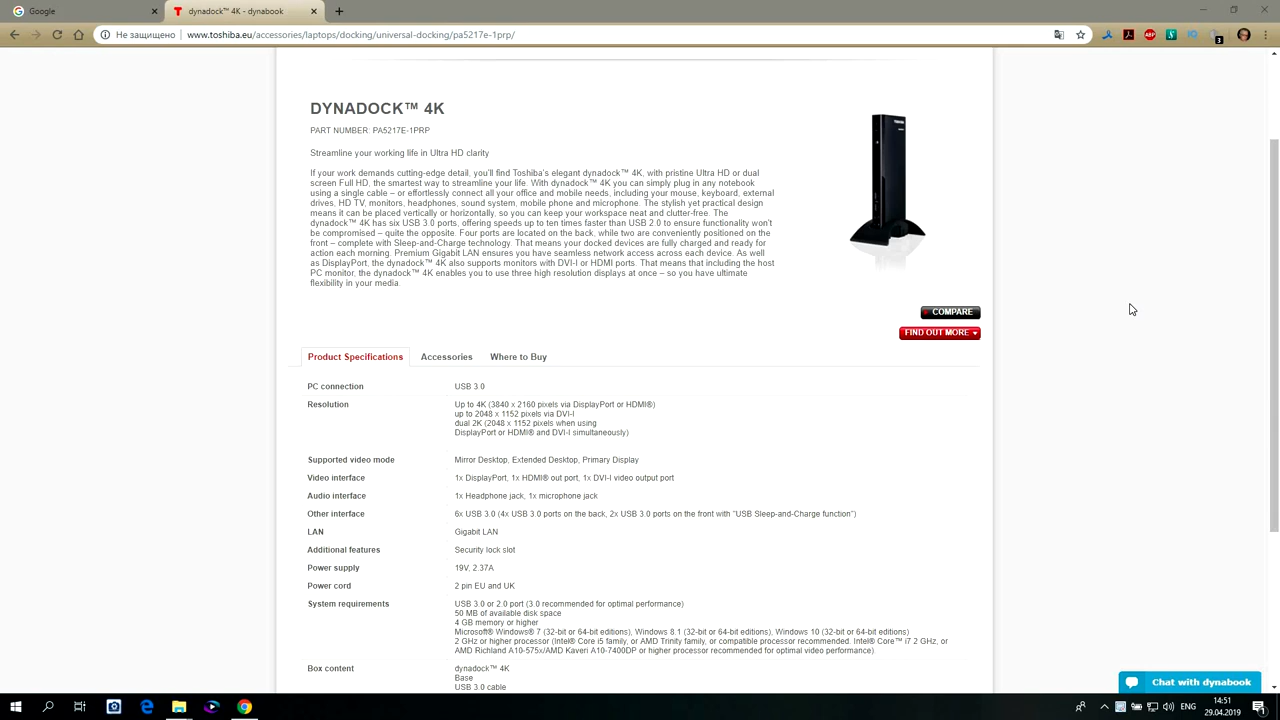 Google
dynadock™ 4K - dynabook
Не защищено
www.toshiba.eu/accessories/laptops/docking/universal-docking/pa5217e-1prp/
ABP
3
DYNADOCK™ 4K
PART NUMBER: PA5217E-1PRP
Streamline your working life in Ultra HD clarity
If your work demands cutting-edge detail, you'll find Toshiba's elegant dynadock™ 4K, with pristine Ultra HD or dual
screen Full HD, the smartest way to streamline your life. With dynadock™ 4K you can simply plug in any notebook
using a single cable – or effortlessly connect all your office and mobile needs, including your mouse, keyboard, external
drives, HD TV, monitors, headphones, sound system, mobile phone and microphone. The stylish yet practical design
means it can be placed vertically or horizontally, so you can keep your workspace neat and clutter-free. The
dynadock™ 4K has six USB 3.0 ports, offering speeds up to ten times faster than USB 2.0 to ensure functionality won't
be compromised – quite the opposite. Four ports are located on the back, while two are conveniently positioned on the
front – complete with Sleep-and-Charge technology. That means your docked devices are fully charged and ready for
action each morning. Premium Gigabit LAN ensures you have seamless network access across each device. As well
as DisplayPort, the dynadock™ 4K also supports monitors with DVI-I or HDMI ports. That means that including the host
PC monitor, the dynadock™ 4K enables you to use three high resolution displays at once – so you have ultimate
flexibility in your media.
COMPARE
FIND OUT MORE
Product Specifications Accessories Where to Buy
PC connection USB 3.0
Resolution Up to 4K (3840 x 2160 pixels via DisplayPort or HDMI®)
up to 2048 x 1152 pixels via DVI-I
dual 2K (2048 x 1152 pixels when using
DisplayPort or HDMI® and DVI-I simultaneously)
Supported video mode Mirror Desktop, Extended Desktop, Primary Display
Video interface 1x DisplayPort, 1x HDMI® out port, 1x DVI-I video output port
Audio interface 1x Headphone jack, 1x microphone jack
Other interface 6x USB 3.0 (4x USB 3.0 ports on the back, 2x USB 3.0 ports on the front with "USB Sleep-and-Charge function")
LAN Gigabit LAN
Additional features Security lock slot
Power supply 19V, 2.37A
Power cord 2 pin EU and UK
System requirements USB 3.0 or 2.0 port (3.0 recommended for optimal performance)
50 MB of available disk space
4 GB memory or higher
Microsoft® Windows® 7 (32-bit or 64-bit editions), Windows 8.1 (32-bit or 64-bit editions), Windows 10 (32-bit or 64-bit editions)
2 GHz or higher processor (Intel® Core i5 family, or AMD Trinity family, or compatible processor recommended. Intel® Core™ i7 2 GHz, or
AMD Richland A10-575x/AMD Kaveri A10-7400DP or higher processor recommended for optimal video performance)
Box content dynadock™ 4K
Base
USB 3.0 cable
Chat with dynabook
ENG
14:51
29.04.2019
1